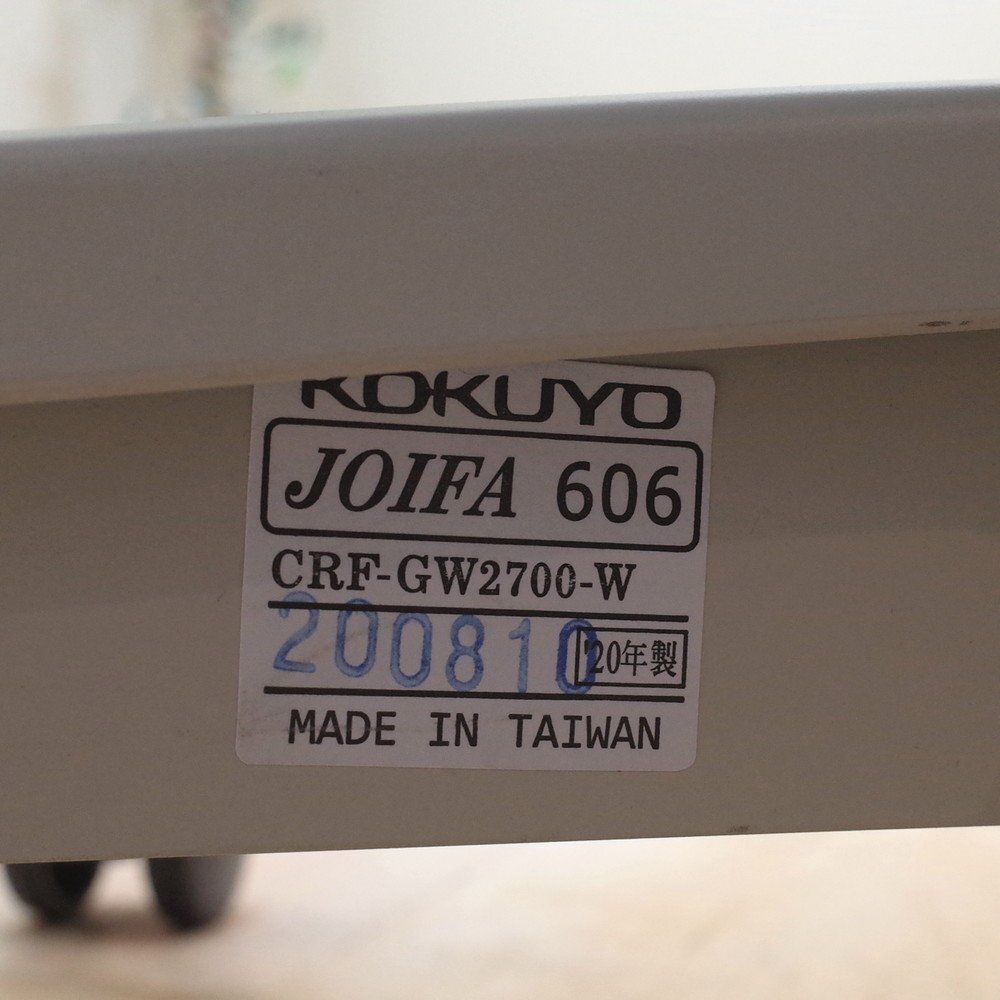 KOKUYO
JOIFA 606
CRF-GW2700-W
200810 '20年製
MADE IN TAIWAN